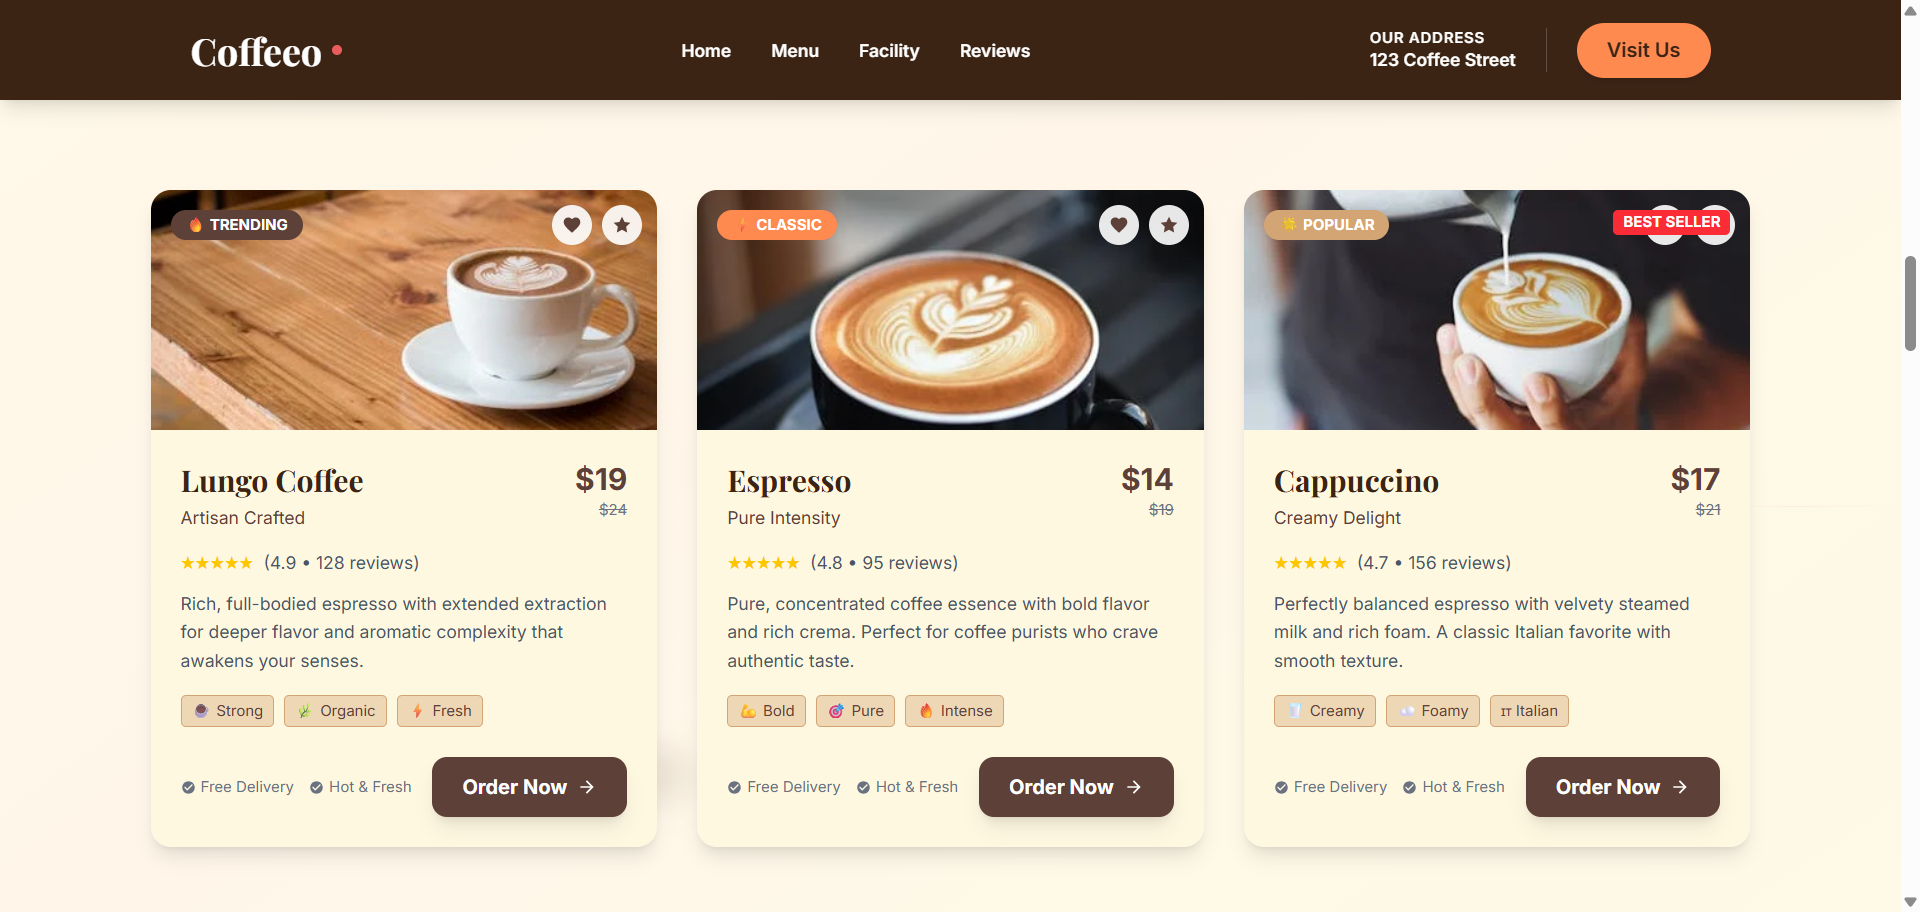 Coffeeo
Home Menu Facility Reviews
OUR ADDRESS
123 Coffee Street
Visit Us
TRENDING
Lungo Coffee
$19
$24
Artisan Crafted
★★★★★ (4.9 • 128 reviews)
Rich, full-bodied espresso with extended extraction
for deeper flavor and aromatic complexity that
awakens your senses.
Strong Organic Fresh
Free Delivery Hot & Fresh Order Now →
CLASSIC
Espresso
$14
$19
Pure Intensity
★★★★★ (4.8 • 95 reviews)
Pure, concentrated coffee essence with bold flavor
and rich crema. Perfect for coffee purists who crave
authentic taste.
Bold Pure Intense
Free Delivery Hot & Fresh Order Now →
POPULAR
BEST SELLER
Cappuccino
$17
$21
Creamy Delight
★★★★★ (4.7 • 156 reviews)
Perfectly balanced espresso with velvety steamed
milk and rich foam. A classic Italian favorite with
smooth texture.
Creamy Foamy IT Italian
Free Delivery Hot & Fresh Order Now →